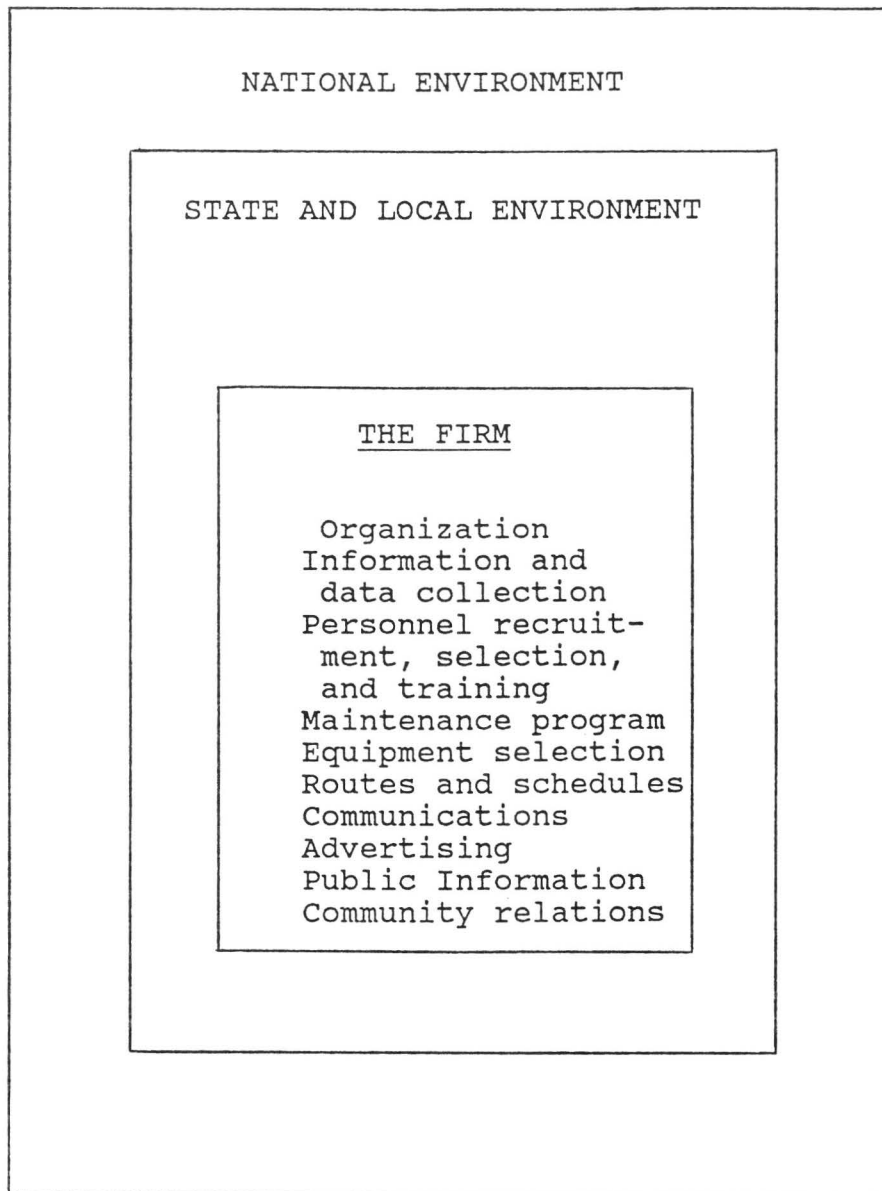 NATIONAL ENVIRONMENT
STATE AND LOCAL ENVIRONMENT
THE FIRM
Organization
Information and
data collection
Personnel recruit-
ment, selection,
and training
Maintenance program
Equipment selection
Routes and schedules
Communications
Advertising
Public Information
Community relations